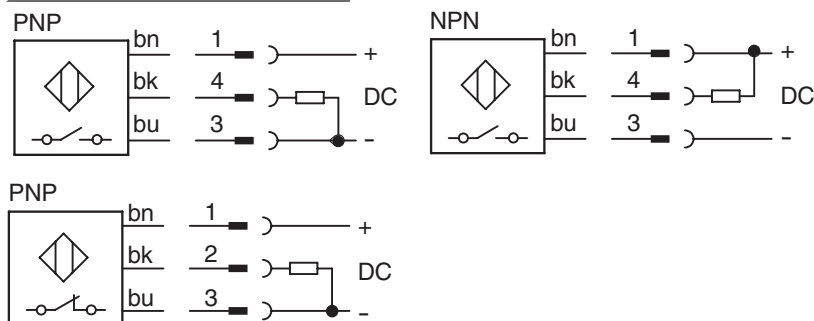 PNP
bn 1 +
bk 4 DC
bu 3 -
NPN
bn 1 +
bk 4 DC
bu 3 -
PNP
bn 1 +
bk 2 DC
bu 3 -